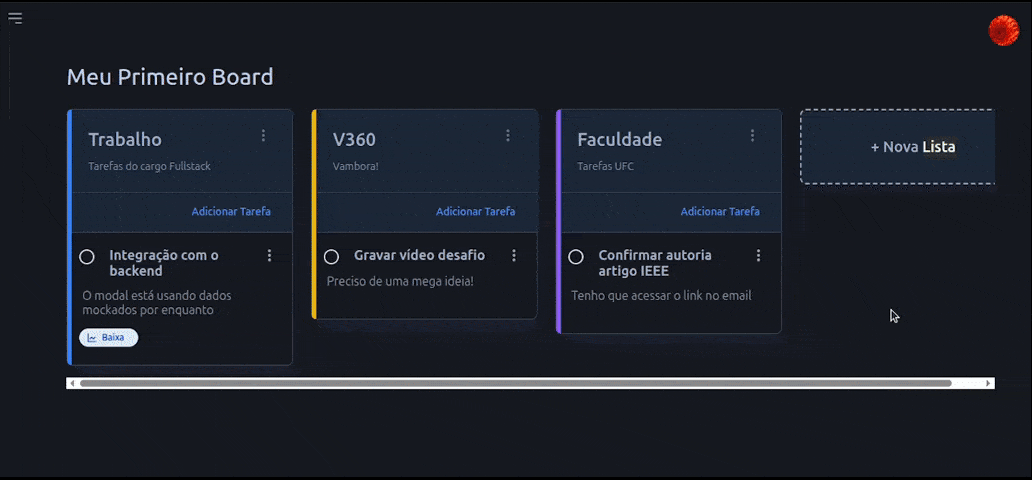 Meu Primeiro Board
Trabalho
Tarefas do cargo Fullstack
Adicionar Tarefa
Integração com o
backend
O modal está usando dados
mockados por enquanto
Baixa
V360
Vambora!
Adicionar Tarefa
Gravar vídeo desafio
Preciso de uma mega ideia!
Faculdade
Tarefas UFC
Adicionar Tarefa
Confirmar autoria
artigo IEEE
Tenho que acessar o link no email
+ Nova Lista